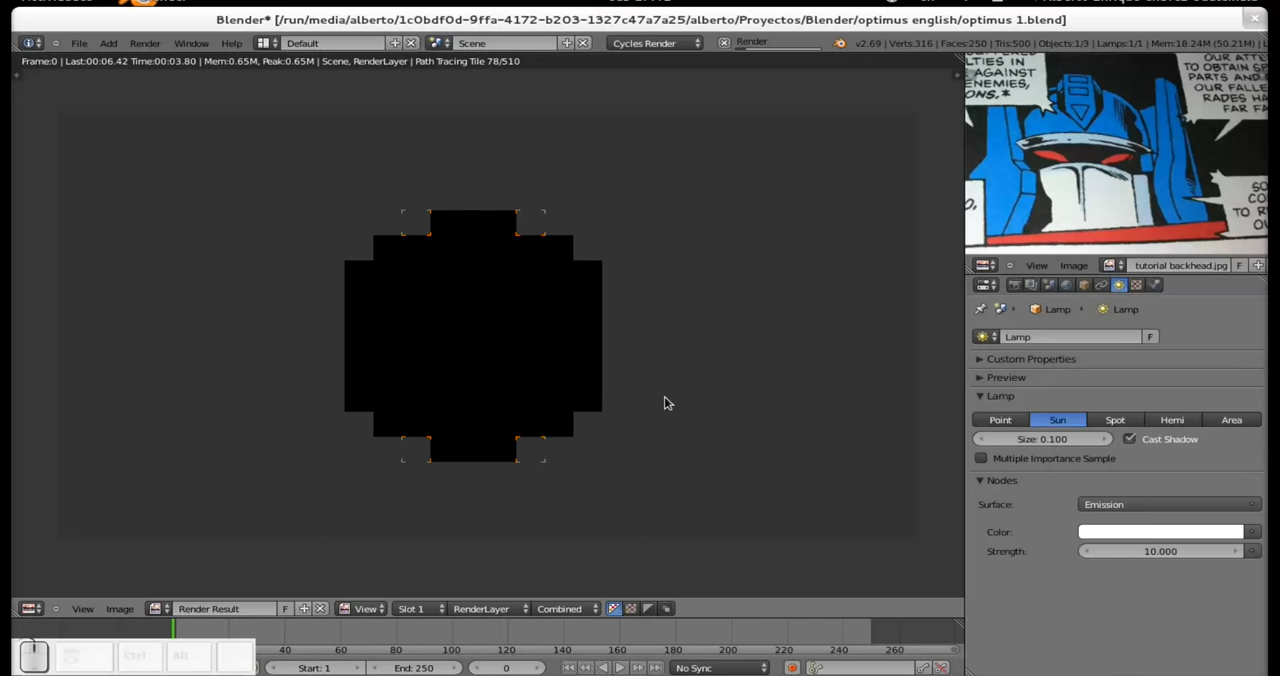 Blender* [/run/media/alberto/1c0bdf0d-9ffa-4172-b203-1327c47a7a25/alberto/Proyectos/Blender/optimus english/optimus 1.blend]
File Add Render Window Help Default Scene Cycles Render Render v2.69 | Verts:316 | Faces:250 | Tris:500 | Objects:1/3 | Lamps:1/1 | Mem:18.24M (50.21M) | L
Frame:0 | Last:00:06.42 Time:00:03.80 | Mem:0.65M, Peak:0.65M | Scene, RenderLayer | Path Tracing Tile 78/510
LTIES IN
AGAINST
ENEMIES,
ONS,*
OUR ATTE
TO OBTAIN SP
PARTS AND
OUR FALLE
RADES HA
FAR FA
SO
CO
TO R
OU
View Image tutorial backhead.jpg F
Lamp Lamp
Lamp F
Custom Properties
Preview
Lamp
Point Sun Spot Hemi Area
Size: 0.100 Cast Shadow
Multiple Importance Sample
Nodes
Surface: Emission
Color:
Strength: 10.000
View Image Render Result F View Slot 1 RenderLayer Combined
40 60 80 100 120 140 160 180 200 220 240 260
Ctrl Alt
Start: 1 End: 250 0 No Sync